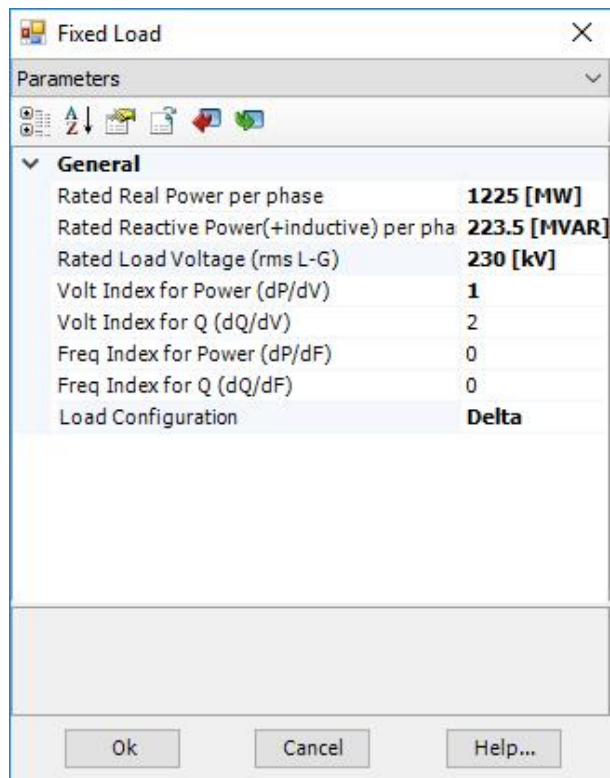 Fixed Load
Parameters
General
Rated Real Power per phase 1225 [MW]
Rated Reactive Power(+inductive) per pha 223.5 [MVAR]
Rated Load Voltage (rms L-G) 230 [kV]
Volt Index for Power (dP/dV) 1
Volt Index for Q (dQ/dV) 2
Freq Index for Power (dP/dF) 0
Freq Index for Q (dQ/dF) 0
Load Configuration Delta
Ok Cancel Help...